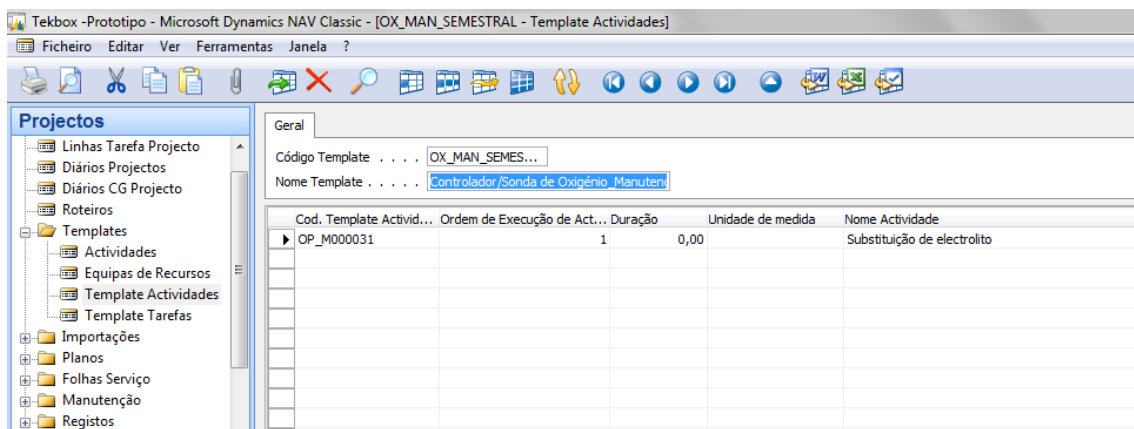 Tekbox -Prototipo - Microsoft Dynamics NAV Classic - [OX_MAN_SEMESTRAL - Template Actividades]
Ficheiro Editar Ver Ferramentas Janela ?
Projectos
Linhas Tarefa Projecto
Diários Projectos
Diários CG Projecto
Roteiros
Templates
Actividades
Equipas de Recursos
Template Actividades
Template Tarefas
Importações
Planos
Folhas Serviço
Manutenção
Registos
Geral
Código Template . . . . OX_MAN_SEMES...
Nome Template . . . . . Controlador/Sonda de Oxigénio_Manutenç
Cod. Template Activid... Ordem de Execução de Act... Duração Unidade de medida Nome Actividade
OP_M000031 1 0,00 Substituição de electrolito